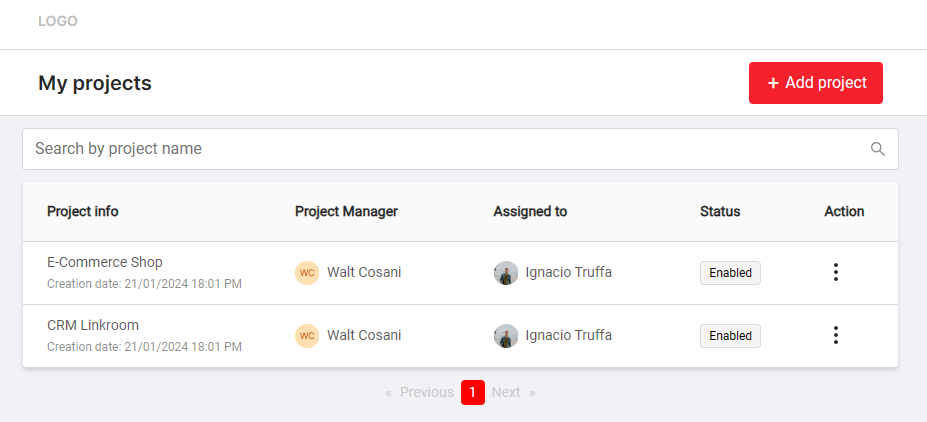 LOGO
My projects
+ Add project
Search by project name
Project info Project Manager Assigned to Status Action
E-Commerce Shop
Creation date: 21/01/2024 18:01 PM
WC Walt Cosani Ignacio Truffa Enabled
CRM Linkroom
Creation date: 21/01/2024 18:01 PM
WC Walt Cosani Ignacio Truffa Enabled
« Previous 1 Next »